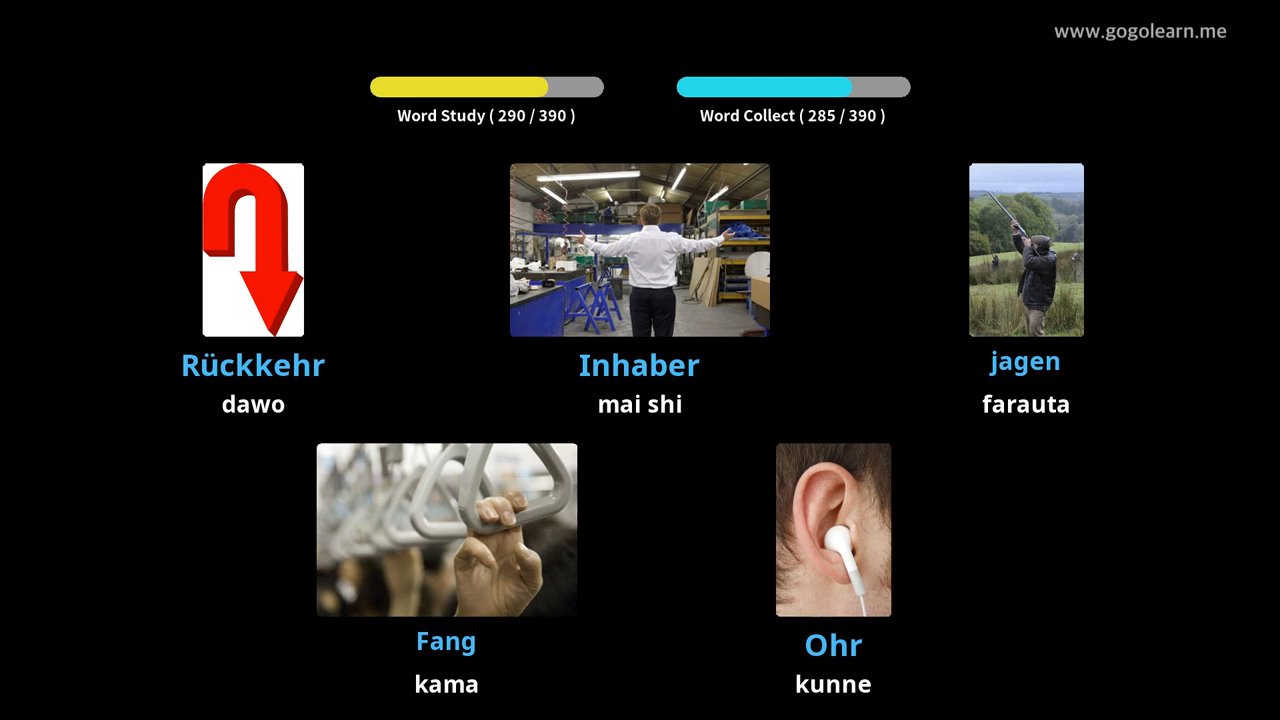 www.gogolearn.me
Word Study ( 290 / 390 )
Word Collect ( 285 / 390 )
Rückkehr
dawo
Inhaber
mai shi
jagen
farauta
Fang
kama
Ohr
kunne